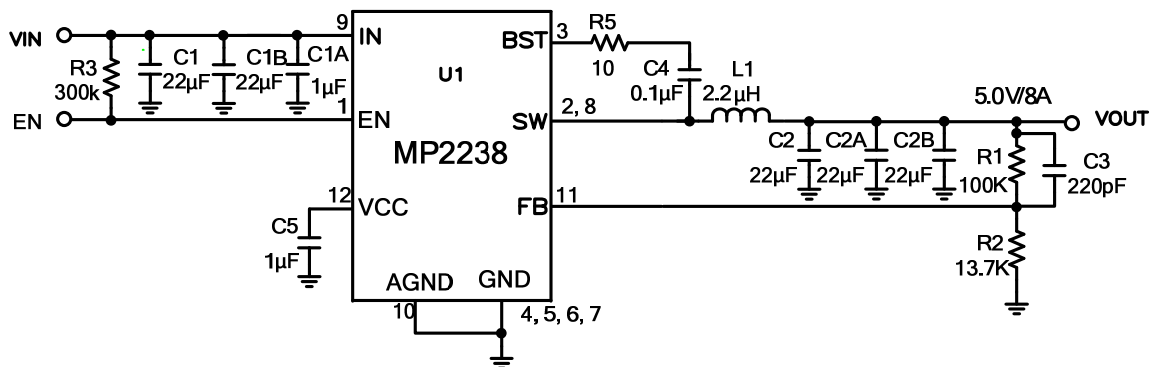 VIN
9
IN
R3
300k
C1
22µF
C1B
22µF
C1A
1µF
EN
1
EN
U1
MP2238
BST
3
R5
10
C4
0.1µF
L1
2.2µH
SW
2, 8
5.0V/8A
VOUT
C2
22µF
C2A
22µF
C2B
22µF
R1
100K
C3
220pF
12
VCC
C5
1µF
FB
11
R2
13.7K
AGND
10
GND
4, 5, 6, 7